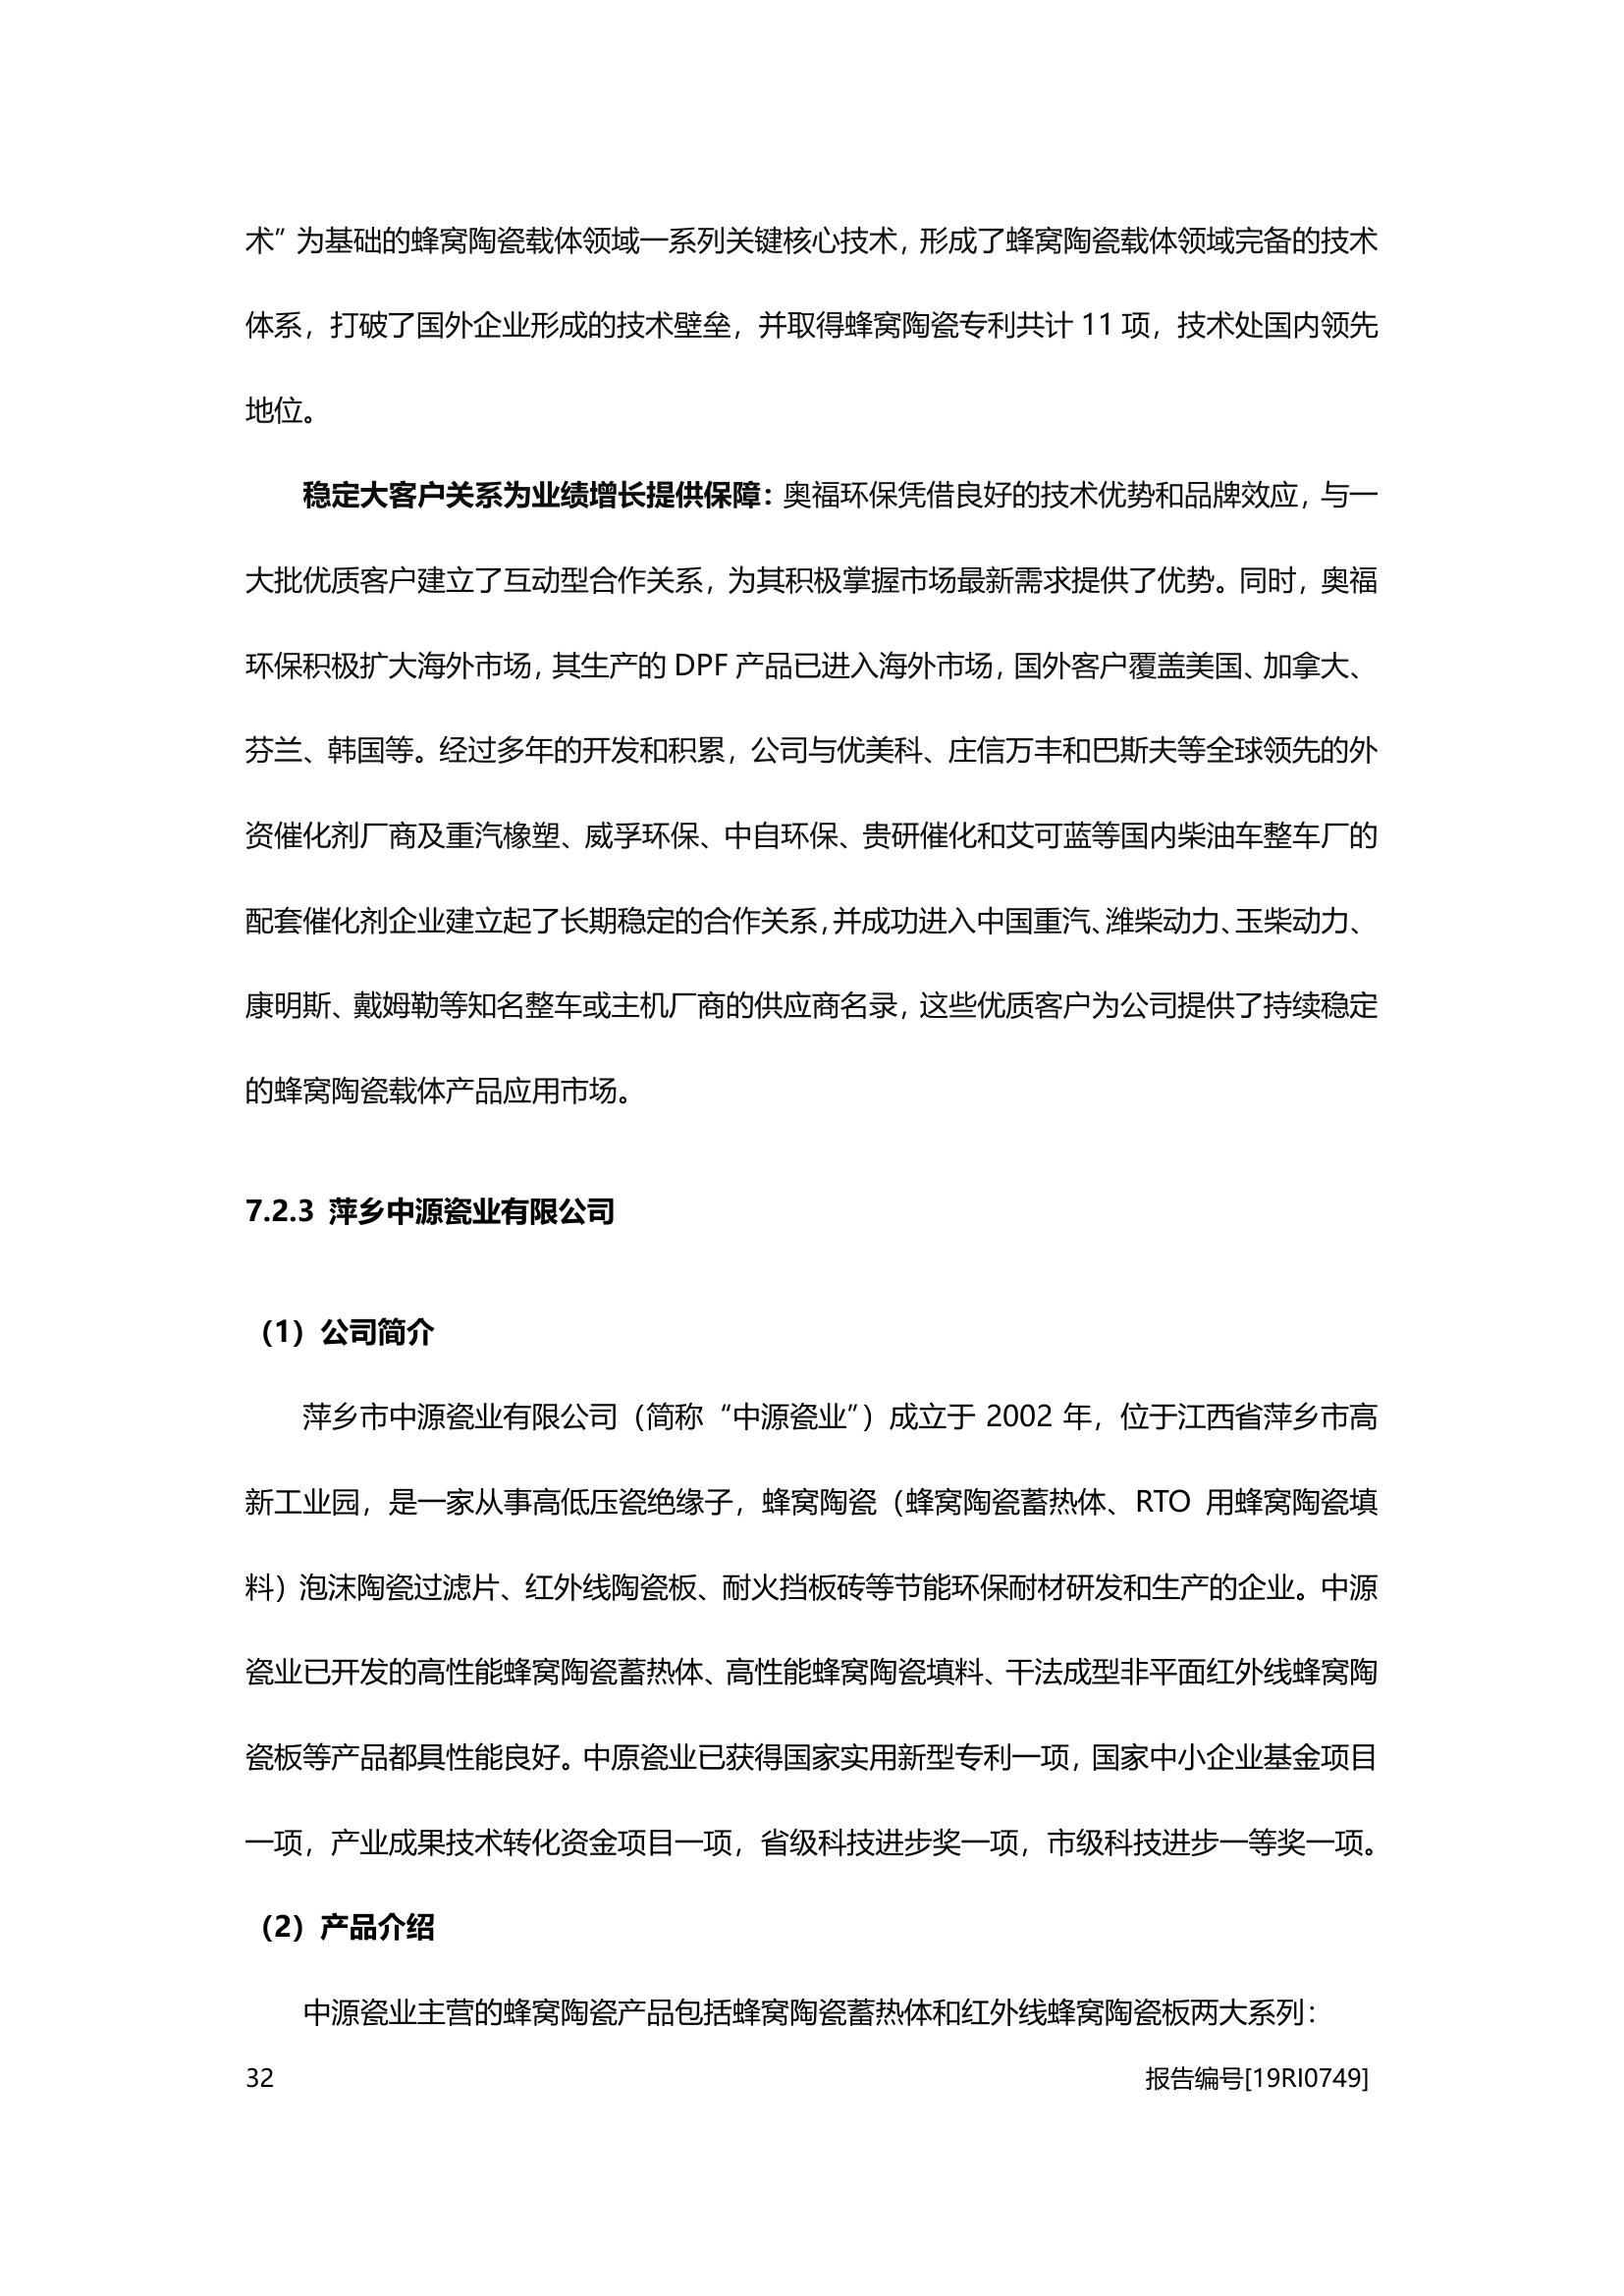 术”为基础的蜂窝陶瓷载体领域一系列关键核心技术，形成了蜂窝陶瓷载体领域完备的技术
体系，打破了国外企业形成的技术壁垒，并取得蜂窝陶瓷专利共计 11 项，技术处国内领先
地位。
稳定大客户关系为业绩增长提供保障：奥福环保凭借良好的技术优势和品牌效应，与一
大批优质客户建立了互动型合作关系，为其积极掌握市场最新需求提供了优势。同时，奥福
环保积极扩大海外市场，其生产的 DPF 产品已进入海外市场，国外客户覆盖美国、加拿大、
芬兰、韩国等。经过多年的开发和积累，公司与优美科、庄信万丰和巴斯夫等全球领先的外
资催化剂厂商及重汽橡塑、威孚环保、中自环保、贵研催化和艾可蓝等国内柴油车整车厂的
配套催化剂企业建立起了长期稳定的合作关系，并成功进入中国重汽、潍柴动力、玉柴动力、
康明斯、戴姆勒等知名整车或主机厂商的供应商名录，这些优质客户为公司提供了持续稳定
的蜂窝陶瓷载体产品应用市场。
7.2.3 萍乡中源瓷业有限公司
（1）公司简介
萍乡市中源瓷业有限公司（简称“中源瓷业”）成立于 2002 年，位于江西省萍乡市高
新工业园，是一家从事高低压瓷绝缘子，蜂窝陶瓷（蜂窝陶瓷蓄热体、RTO 用蜂窝陶瓷填
料）泡沫陶瓷过滤片、红外线陶瓷板、耐火挡板砖等节能环保耐材研发和生产的企业。中源
瓷业已开发的高性能蜂窝陶瓷蓄热体、高性能蜂窝陶瓷填料、干法成型非平面红外线蜂窝陶
瓷板等产品都具性能良好。中原瓷业已获得国家实用新型专利一项，国家中小企业基金项目
一项，产业成果技术转化资金项目一项，省级科技进步奖一项，市级科技进步一等奖一项。
（2）产品介绍
中源瓷业主营的蜂窝陶瓷产品包括蜂窝陶瓷蓄热体和红外线蜂窝陶瓷板两大系列：
32 报告编号[19RI0749]